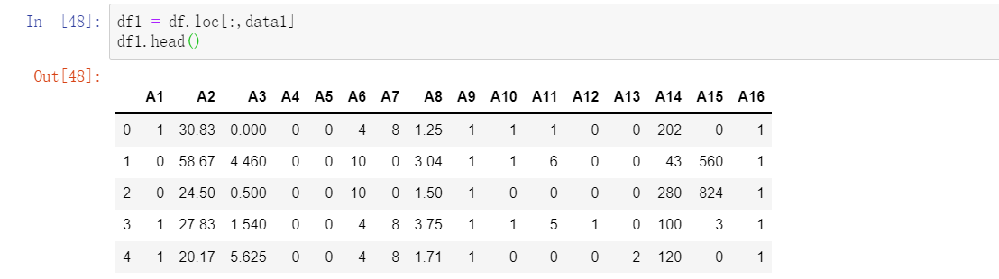 In [48]: df1 = df.loc[:,data1]
df1.head()
Out[48]:
A1 A2 A3 A4 A5 A6 A7 A8 A9 A10 A11 A12 A13 A14 A15 A16
0 1 30.83 0.000 0 0 4 8 1.25 1 1 1 0 0 202 0 1
1 0 58.67 4.460 0 0 10 0 3.04 1 1 6 0 0 43 560 1
2 0 24.50 0.500 0 0 10 0 1.50 1 0 0 0 0 280 824 1
3 1 27.83 1.540 0 0 4 8 3.75 1 1 5 1 0 100 3 1
4 1 20.17 5.625 0 0 4 8 1.71 1 0 0 0 2 120 0 1